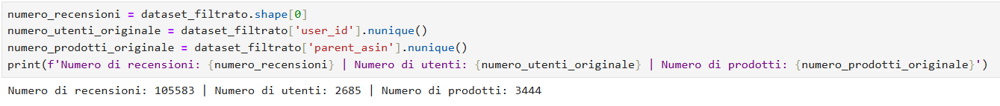 numero_recensioni = dataset_filtrato.shape[0]
numero_utenti_originale = dataset_filtrato['user_id'].nunique()
numero_prodotti_originale = dataset_filtrato['parent_asin'].nunique()
print(f'Numero di recensioni: {numero_recensioni} | Numero di utenti: {numero_utenti_originale} | Numero di prodotti: {numero_prodotti_originale}')
Numero di recensioni: 105583 | Numero di utenti: 2685 | Numero di prodotti: 3444